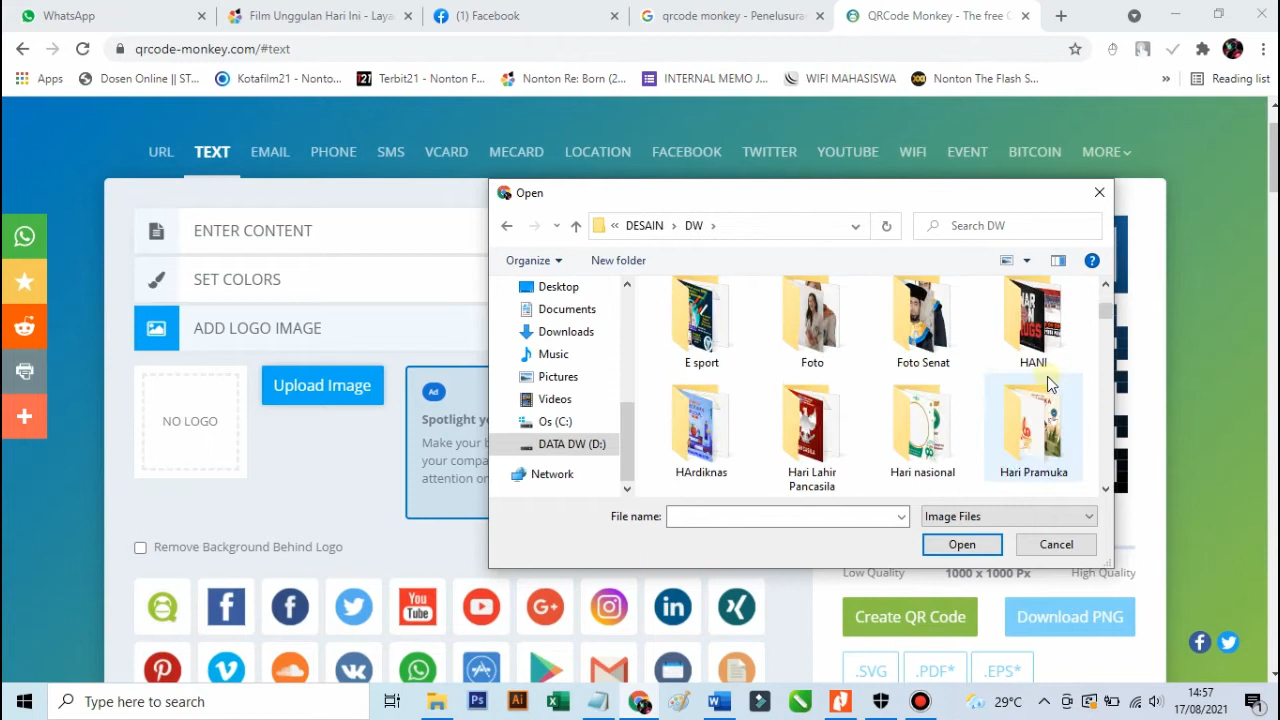 WhatsApp
Film Unggulan Hari Ini - Laya
(1) Facebook
qrcode monkey - Penelusura
QRCode Monkey - The free
qrcode-monkey.com/#text
Apps
Dosen Online || ST...
Kotafilm21 - Nonto...
Terbit21 - Nonton F...
Nonton Re: Born (2...
INTERNAL MEMO J...
WIFI MAHASISWA
Nonton The Flash S...
»
Reading list
URL
TEXT
EMAIL
PHONE
SMS
VCARD
MECARD
LOCATION
FACEBOOK
TWITTER
YOUTUBE
WIFI
EVENT
BITCOIN
MORE
ENTER CONTENT
SET COLORS
ADD LOGO IMAGE
NO LOGO
Upload Image
Ad
Make your b
your compa
attention o
Remove Background Behind Logo
You
Tube
Open
« DESAIN › DW ›
Search DW
Organize
New folder
Desktop
Documents
Downloads
Music
Pictures
Videos
Os (C:)
DATA DW (D:)
Network
E sport
Foto
Foto Senat
HANI
HArdiknas
Hari Lahir
Pancasila
Hari nasional
Hari Pramuka
File name:
Image Files
Open
Cancel
Low Quality
1000 x 1000 Px
High Quality
Create QR Code
Download PNG
.SVG
.PDF*
.EPS*
Type here to search
29°C
14:57
17/08/2021